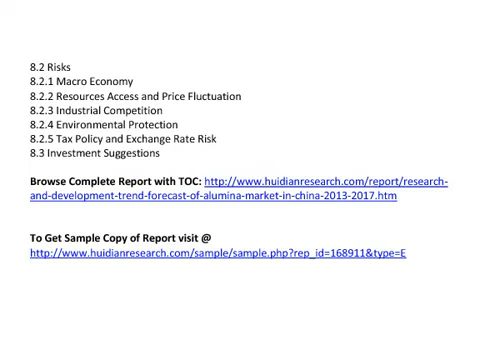 8.2 Risks
8.2.1 Macro Economy
8.2.2 Resources Access and Price Fluctuation
8.2.3 Industrial Competition
8.2.4 Environmental Protection
8.2.5 Tax Policy and Exchange Rate Risk
8.3 Investment Suggestions
Browse Complete Report with TOC: http://www.huidianresearch.com/report/research-
and-development-trend-forecast-of-alumina-market-in-china-2013-2017.htm
To Get Sample Copy of Report visit @
http://www.huidianresearch.com/sample/sample.php?rep_id=168911&type=E